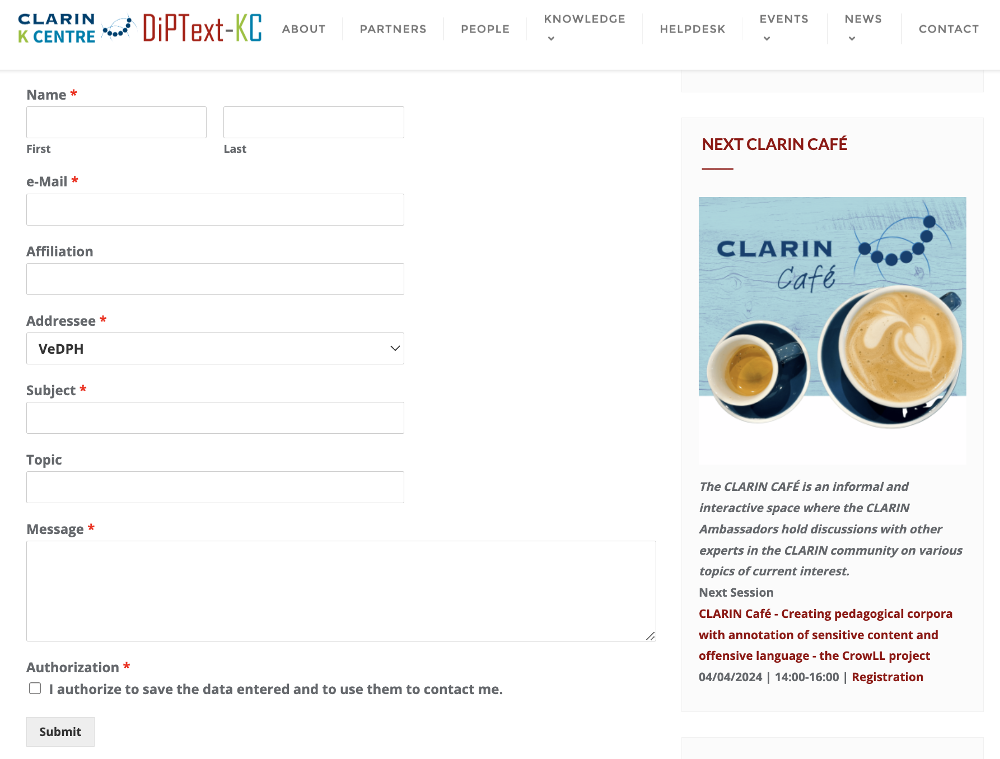 CLARIN
K CENTRE
DiPText-KC
ABOUT
PARTNERS
PEOPLE
KNOWLEDGE
HELPDESK
EVENTS
NEWS
CONTACT
Name *
First
Last
e-Mail *
Affiliation
Addressee *
VeDPH
Subject *
Topic
Message *
Authorization *
I authorize to save the data entered and to use them to contact me.
Submit
NEXT CLARIN CAFÉ
CLARIN
Café
The CLARIN CAFÉ is an informal and
interactive space where the CLARIN
Ambassadors hold discussions with other
experts in the CLARIN community on various
topics of current interest.
Next Session
CLARIN Café - Creating pedagogical corpora
with annotation of sensitive content and
offensive language - the CrowLL project
04/04/2024 | 14:00-16:00 | Registration